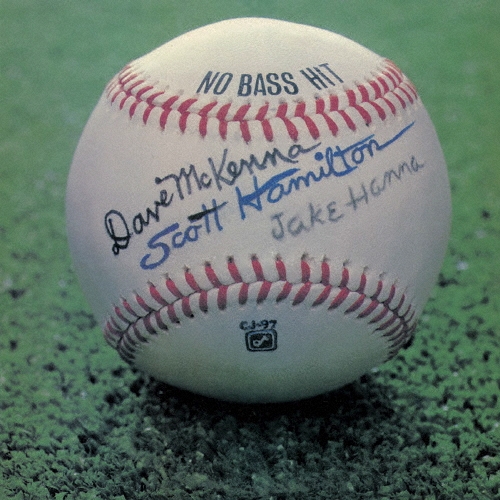 NO BASS HIT
Dave McKenna
Scott Hamilton
Jake Hanna
CJ-97